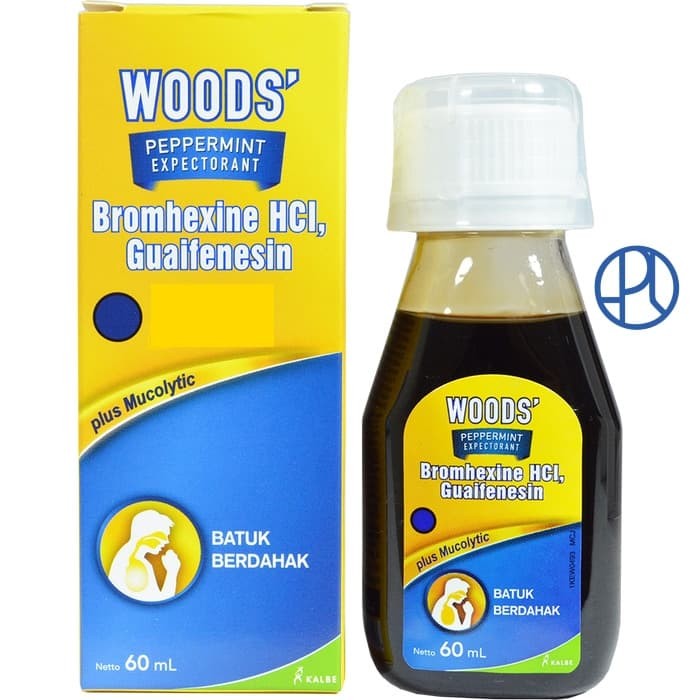 WOODS'
PEPPERMINT
EXPECTORANT
Bromhexine HCl,
Guaifenesin
plus Mucolytic
BATUK
BERDAHAK
Netto 60 mL
KALBE
WOODS'
PEPPERMINT
EXPECTORANT
Bromhexine HCl,
Guaifenesin
plus Mucolytic
BATUK
BERDAHAK
Netto 60 mL
KALBE